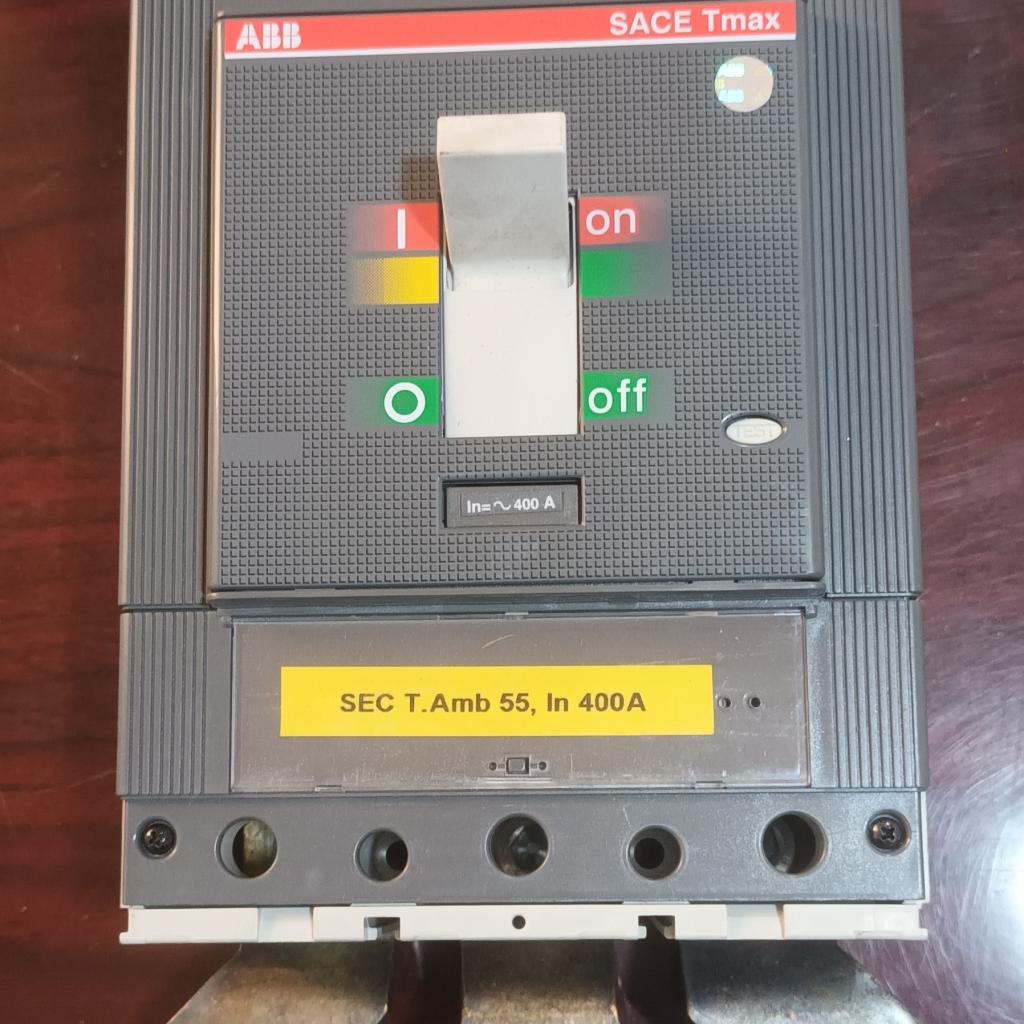 ABB SACE Tmax
I on
O off
TEST
In=∼400 A
SEC T.Amb 55, In 400A